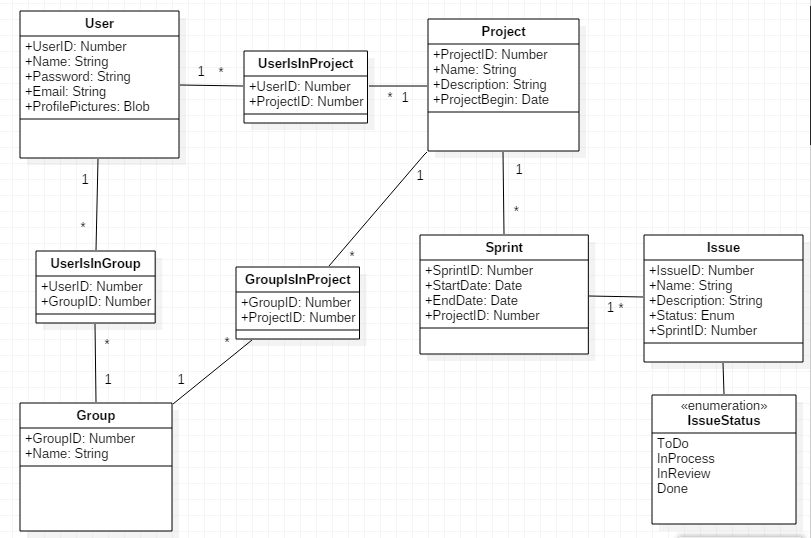 User
+UserID: Number
+Name: String
+Password: String
+Email: String
+ProfilePictures: Blob
1 *
UserIsInProject
+UserID: Number
+ProjectID: Number
* 1
Project
+ProjectID: Number
+Name: String
+Description: String
+ProjectBegin: Date
1
*
1
*
1
*
UserIsInGroup
+UserID: Number
+GroupID: Number
GroupIsInProject
+GroupID: Number
+ProjectID: Number
Sprint
+SprintID: Number
+StartDate: Date
+EndDate: Date
+ProjectID: Number
1 *
Issue
+IssueID: Number
+Name: String
+Description: String
+Status: Enum
+SprintID: Number
*
1
*
1
Group
+GroupID: Number
+Name: String
«enumeration»
IssueStatus
ToDo
InProcess
InReview
Done